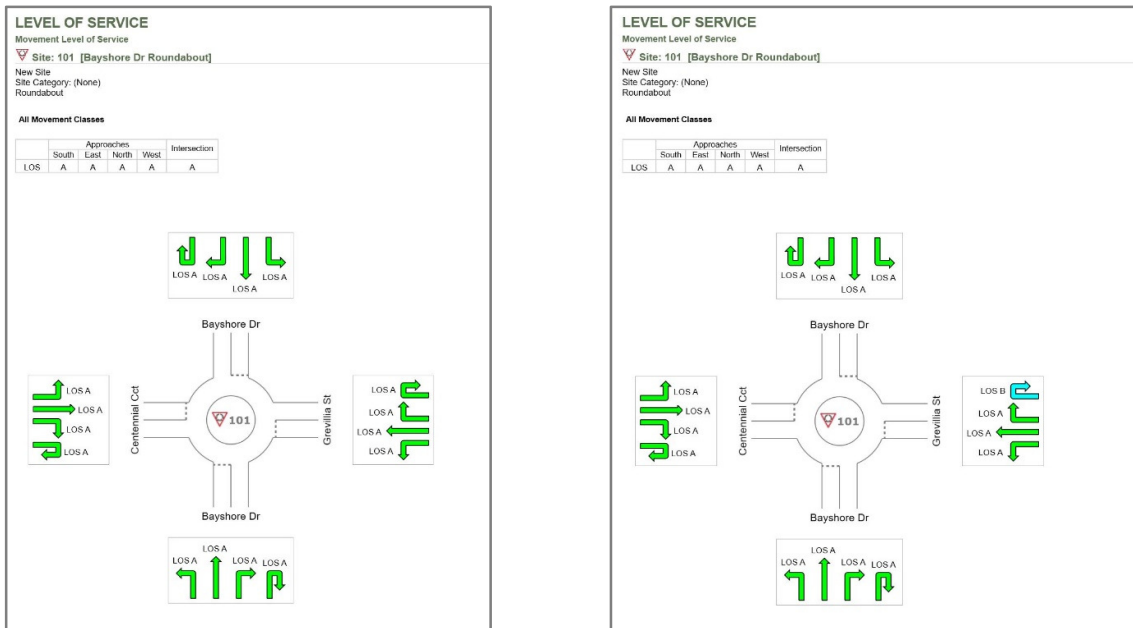 LEVEL OF SERVICE
Movement Level of Service
Site: 101 [Bayshore Dr Roundabout]
New Site
Site Category: (None)
Roundabout
All Movement Classes
Approaches Intersection
South East North West
LOS A A A A A
LOS A LOS A LOS A
LOS A
Bayshore Dr
LOS A
LOS A
LOS A
LOS A
Centennial Cct
101
Grevillia St
LOS A
LOS A
LOS A
LOS A
Bayshore Dr
LOS A
LOS A LOS A LOS A
LEVEL OF SERVICE
Movement Level of Service
Site: 101 [Bayshore Dr Roundabout]
New Site
Site Category: (None)
Roundabout
All Movement Classes
Approaches Intersection
South East North West
LOS A A A A A
LOS A LOS A LOS A
LOS A
Bayshore Dr
LOS A
LOS A
LOS A
LOS A
Centennial Cct
101
Grevillia St
LOS B
LOS A
LOS A
LOS A
Bayshore Dr
LOS A
LOS A LOS A LOS A